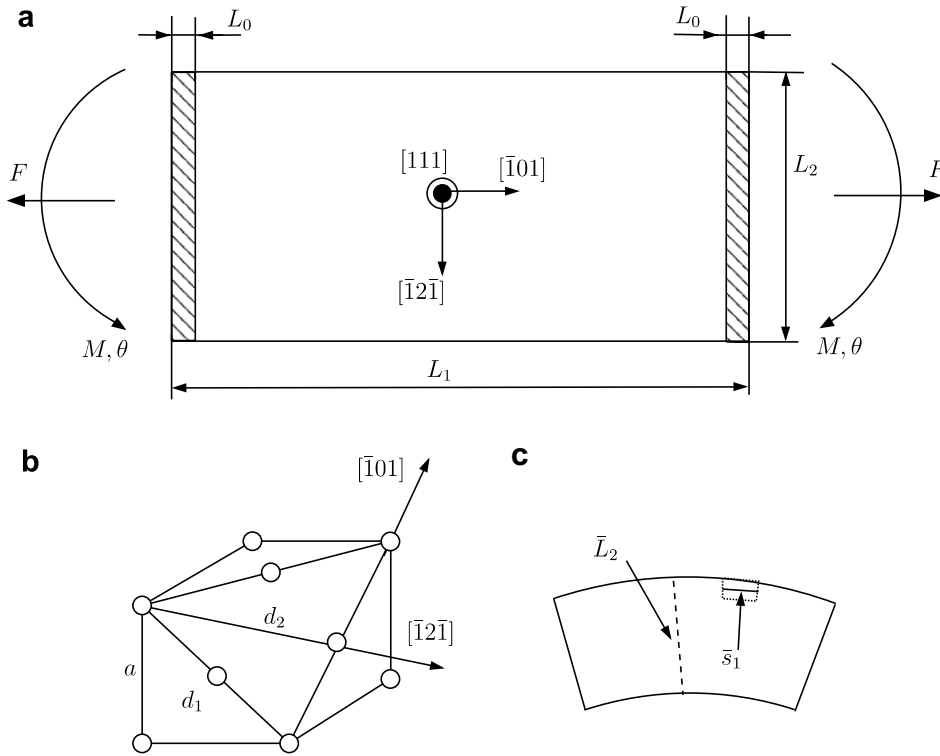 a
L₀ L₀
[111] [1̄01]
F F
L₂
[1̄21̄]
M, θ M, θ
L₁
b
c
[1̄01]
L̄₂
d₂
[1̄21̄]
a
d₁
s̄₁